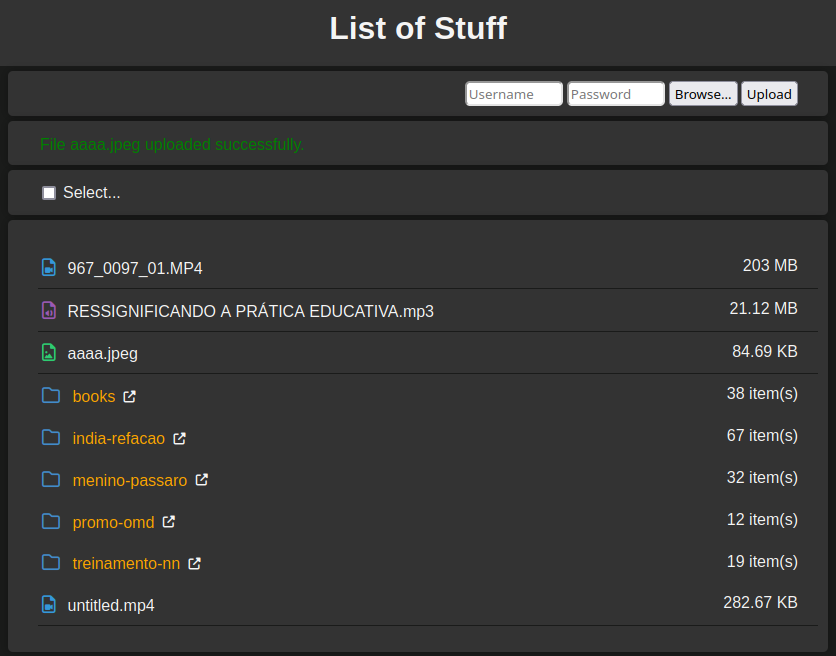 List of Stuff
Username Password Browse... Upload
File aaaa.jpeg uploaded successfully.
Select...
967_0097_01.MP4 203 MB
RESSIGNIFICANDO A PRÁTICA EDUCATIVA.mp3 21.12 MB
aaaa.jpeg 84.69 KB
books 38 item(s)
india-refacao 67 item(s)
menino-passaro 32 item(s)
promo-omd 12 item(s)
treinamento-nn 19 item(s)
untitled.mp4 282.67 KB